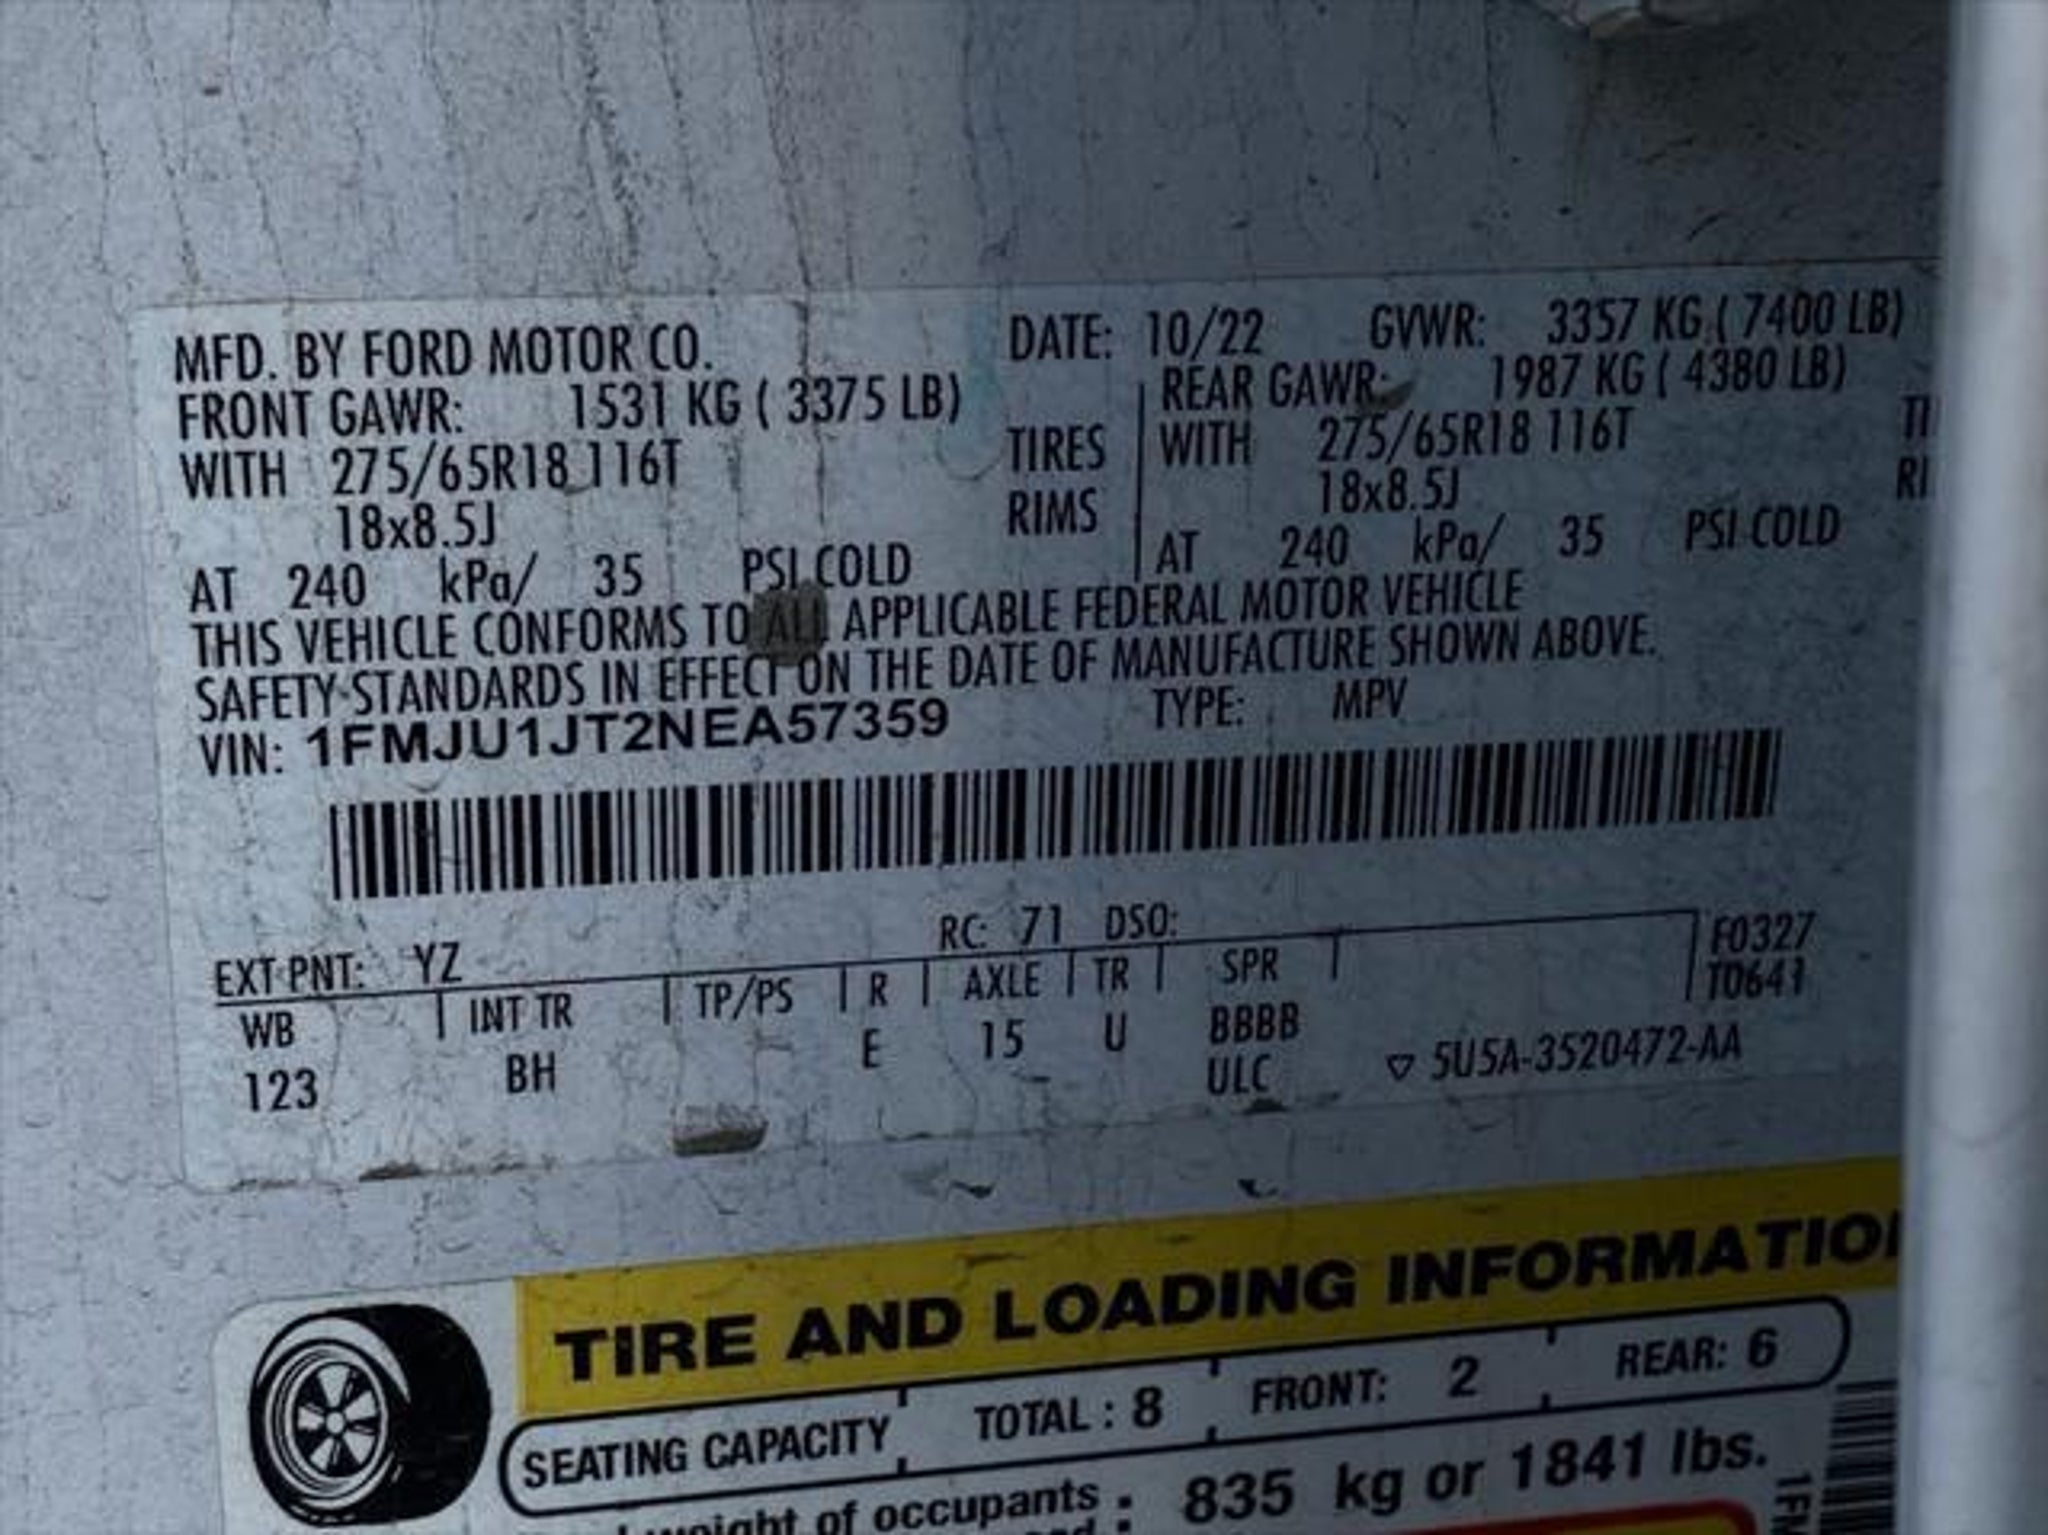 MFD. BY FORD MOTOR CO. DATE: 10/22 GVWR: 3357 KG ( 7400 LB)
FRONT GAWR: 1531 KG ( 3375 LB) REAR GAWR: 1987 KG ( 4380 LB)
WITH 275/65R18 116T TIRES WITH 275/65R18 116T TI
18x8.5J RIMS 18x8.5J RI
AT 240 kPa/ 35 PSI COLD AT 240 kPa/ 35 PSI COLD
THIS VEHICLE CONFORMS TO ALL APPLICABLE FEDERAL MOTOR VEHICLE
SAFETY STANDARDS IN EFFECT ON THE DATE OF MANUFACTURE SHOWN ABOVE.
VIN: 1FMJU1JT2NEA57359 TYPE: MPV
EXT PNT: YZ RC: 71 DSO: F0327
WB INT TR TP/PS R AXLE TR SPR T0641
123 BH E 15 U BBBB
ULC ▽ 5U5A-3520472-AA
TIRE AND LOADING INFORMATIO
SEATING CAPACITY TOTAL : 8 FRONT: 2 REAR: 6
weight of occupants : 835 kg or 1841 lbs.